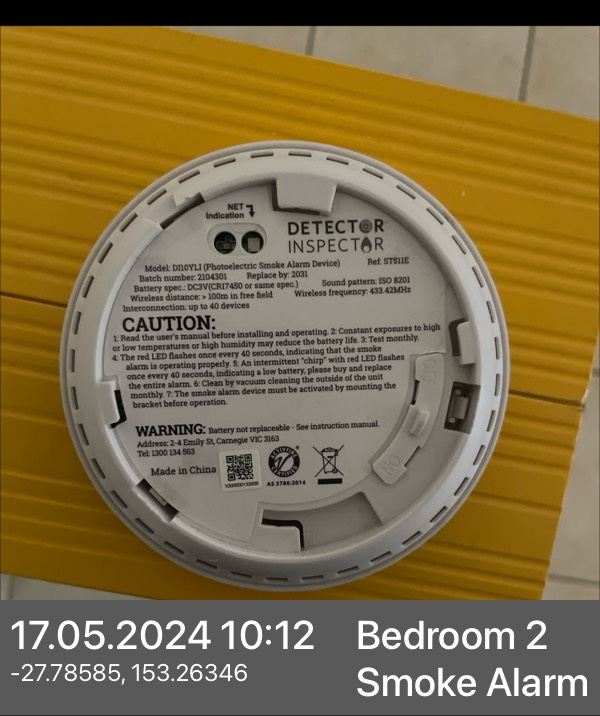 NET
Indication
DETECTOR
INSPECTOR
Model: DI10YLI (Photoelectric Smoke Alarm Device) Ref: ST511E
Batch number: 2104301 Replace by: 2031
Battery spec.: DC3V(CR17450 or same spec.) Sound pattern: ISO 8201
Wireless distance: > 100m in free field Wireless frequency: 433.42MHz
Interconnection: up to 40 devices
CAUTION:
1: Read the user's manual before installing and operating. 2: Constant exposures to high
or low temperatures or high humidity may reduce the battery life. 3: Test monthly.
4: The red LED flashes once every 40 seconds, indicating that the smoke
alarm is operating properly. 5: An intermittent "chirp" with red LED flashes
once every 40 seconds, indicating a low battery, please buy and replace
the entire alarm. 6: Clean by vacuum cleaning the outside of the unit
monthly. 7: The smoke alarm device must be activated by mounting the
bracket before operation.
WARNING: Battery not replaceable - See instruction manual.
Address: 2-4 Emily St, Carnegie VIC 3163
Tel: 1300 134 563
Made in China
AS 3786:2014
ON
17.05.2024 10:12
-27.78585, 153.26346
Bedroom 2
Smoke Alarm